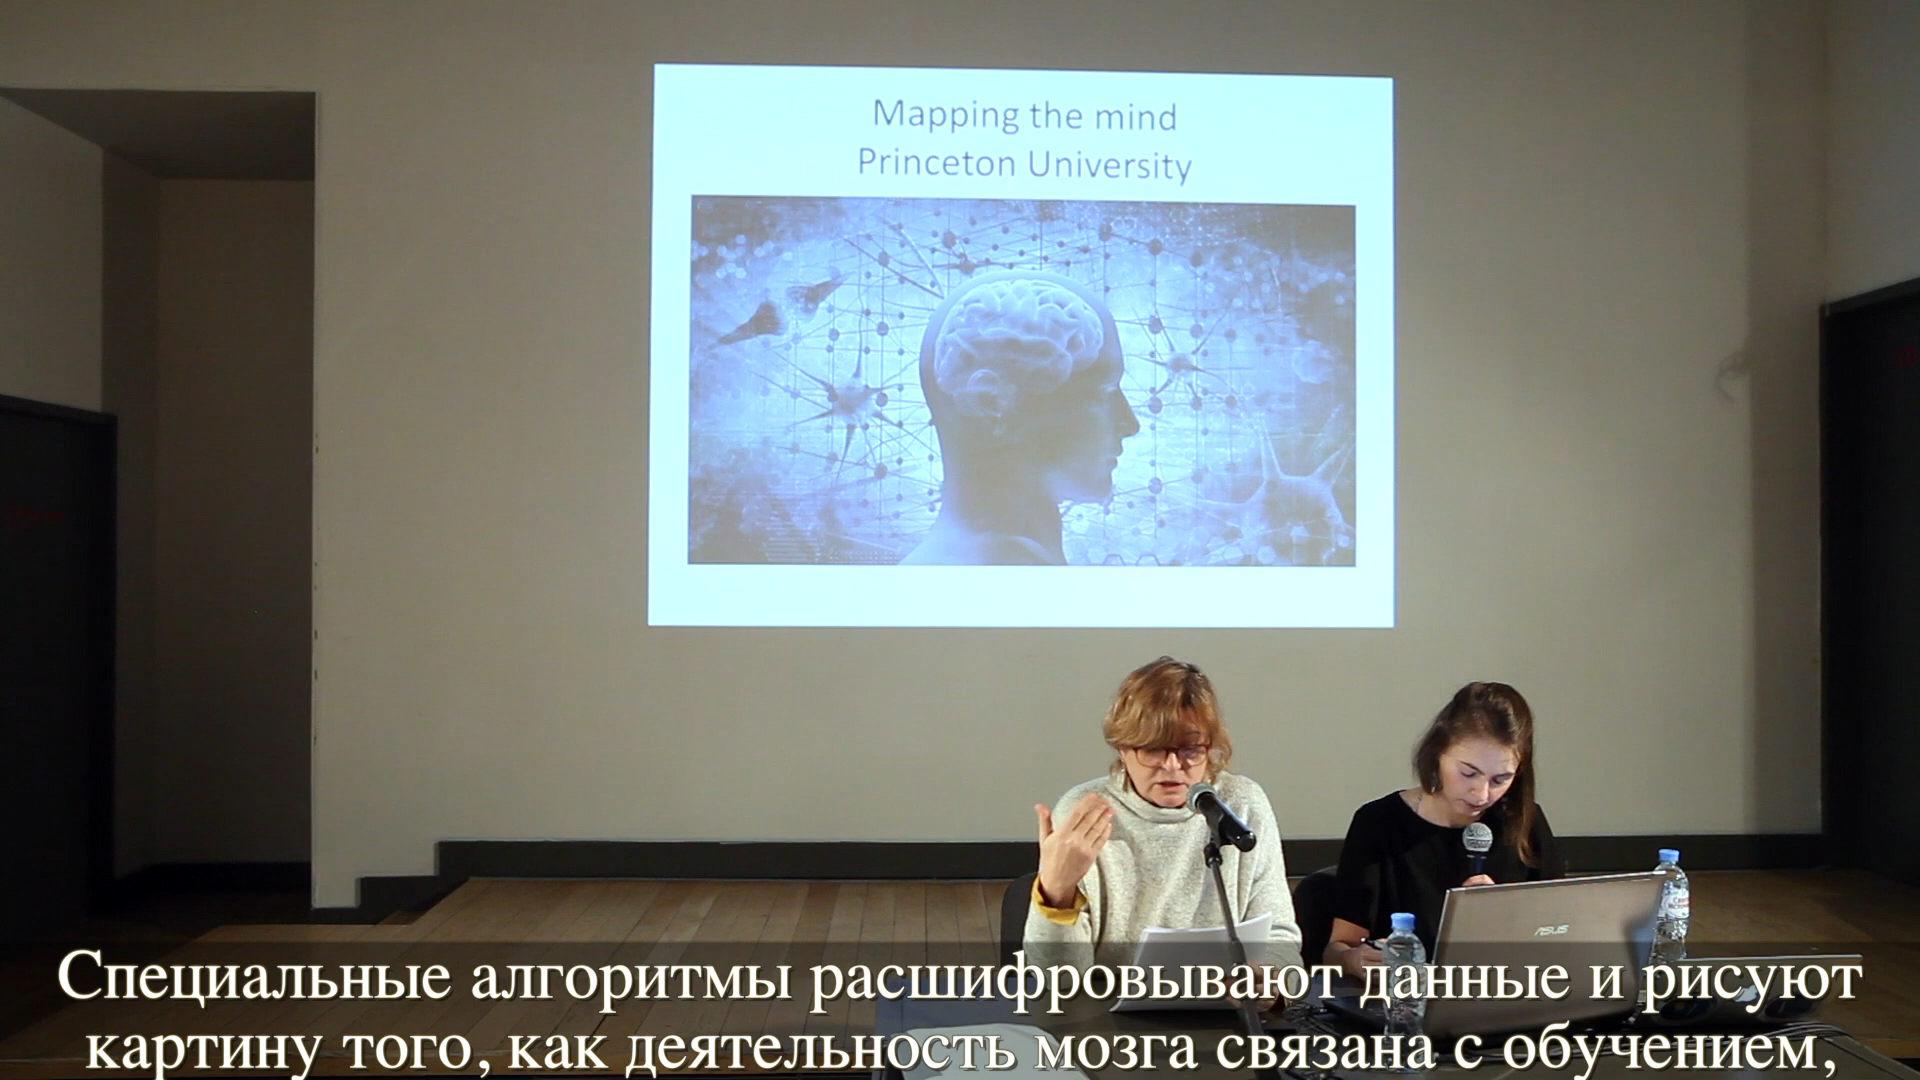 Mapping the mind
Princeton University
ASUS
Специальные алгоритмы расшифровывают данные и рисуют
картину того, как деятельность мозга связана с обучением,